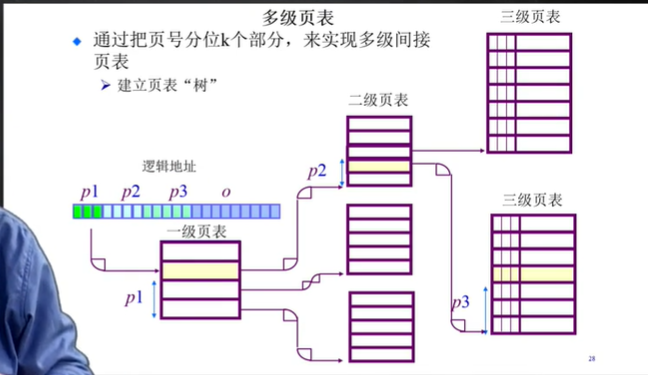 多级页表
通过把页号分位k个部分，来实现多级间接
页表
建立页表“树”
三级页表
二级页表
逻辑地址
p1 p2 p3 o
p2
一级页表
三级页表
p1
p3
28